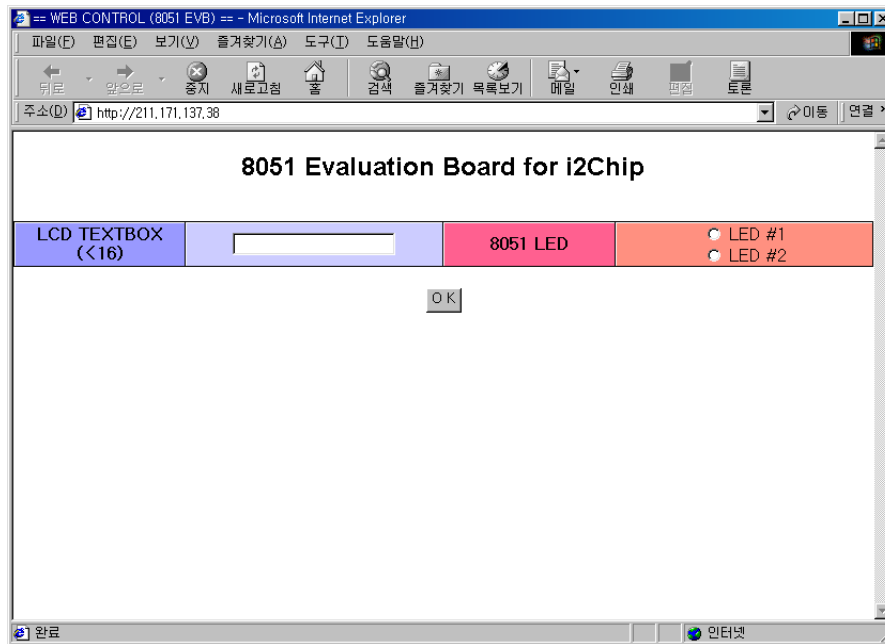 == WEB CONTROL (8051 EVB) == - Microsoft Internet Explorer
파일(F) 편집(E) 보기(V) 즐겨찾기(A) 도구(T) 도움말(H)
뒤로 앞으로 중지 새로고침 홈 검색 즐겨찾기 목록보기 메일 인쇄 편집 토론
주소(D) http://211.171.137.38 이동 연결 »
8051 Evaluation Board for i2Chip
LCD TEXTBOX
(<16)
8051 LED
LED #1
LED #2
O K
완료 인터넷